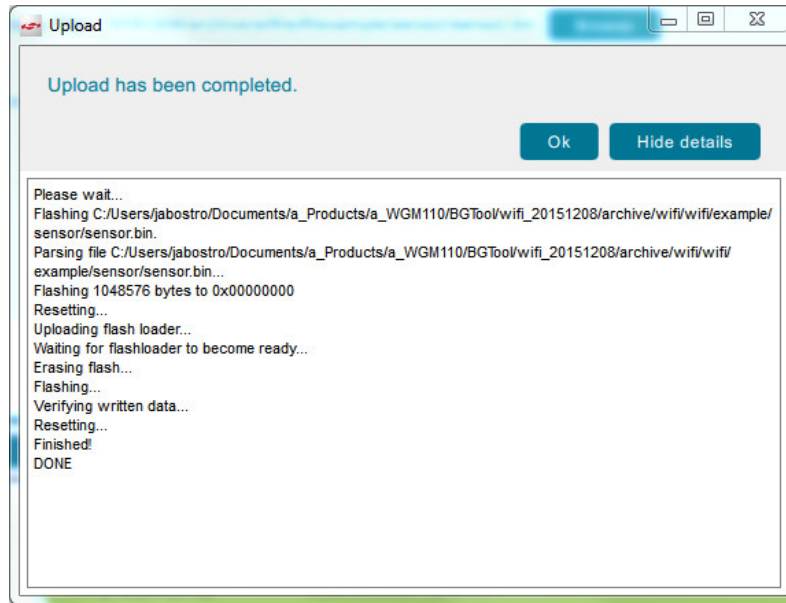 Upload
Upload has been completed.
Ok
Hide details
Please wait...
Flashing C:/Users/jabostro/Documents/a_Products/a_WGM110/BGTool/wifi_20151208/archive/wifi/wifi/example/
sensor/sensor.bin.
Parsing file C:/Users/jabostro/Documents/a_Products/a_WGM110/BGTool/wifi_20151208/archive/wifi/wifi/
example/sensor/sensor.bin...
Flashing 1048576 bytes to 0x00000000
Resetting...
Uploading flash loader...
Waiting for flashloader to become ready...
Erasing flash...
Flashing...
Verifying written data...
Resetting...
Finished!
DONE